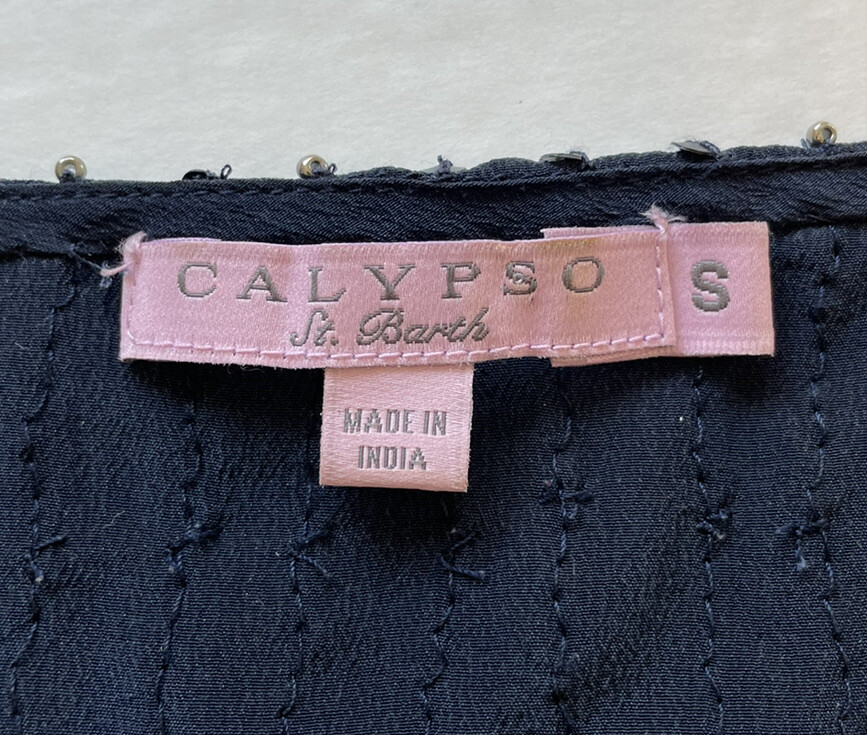 CALYPSO
St. Barth
S
MADE IN
INDIA